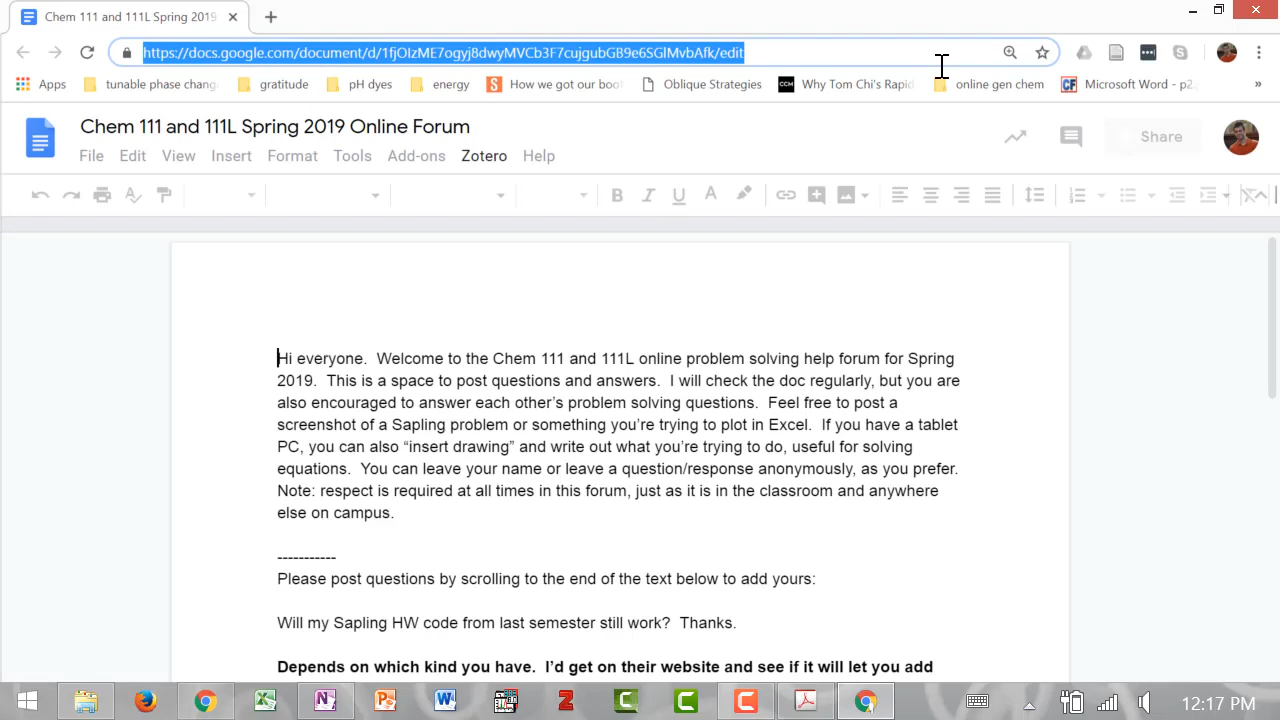 Chem 111 and 111L Spring 2019
https://docs.google.com/document/d/1fjOIzME7ogyj8dwyMVCb3F7cujgubGB9e6SGlMvbAfk/edit
Apps tunable phase chang gratitude pH dyes energy How we got our boot Oblique Strategies CCM Why Tom Chi's Rapid online gen chem CF Microsoft Word - p2 »
Chem 111 and 111L Spring 2019 Online Forum
File Edit View Insert Format Tools Add-ons Zotero Help
Share
B I U A
Hi everyone. Welcome to the Chem 111 and 111L online problem solving help forum for Spring
2019. This is a space to post questions and answers. I will check the doc regularly, but you are
also encouraged to answer each other's problem solving questions. Feel free to post a
screenshot of a Sapling problem or something you're trying to plot in Excel. If you have a tablet
PC, you can also “insert drawing” and write out what you're trying to do, useful for solving
equations. You can leave your name or leave a question/response anonymously, as you prefer.
Note: respect is required at all times in this forum, just as it is in the classroom and anywhere
else on campus.
-----------
Please post questions by scrolling to the end of the text below to add yours:
Will my Sapling HW code from last semester still work? Thanks.
Depends on which kind you have. I'd get on their website and see if it will let you add
12:17 PM